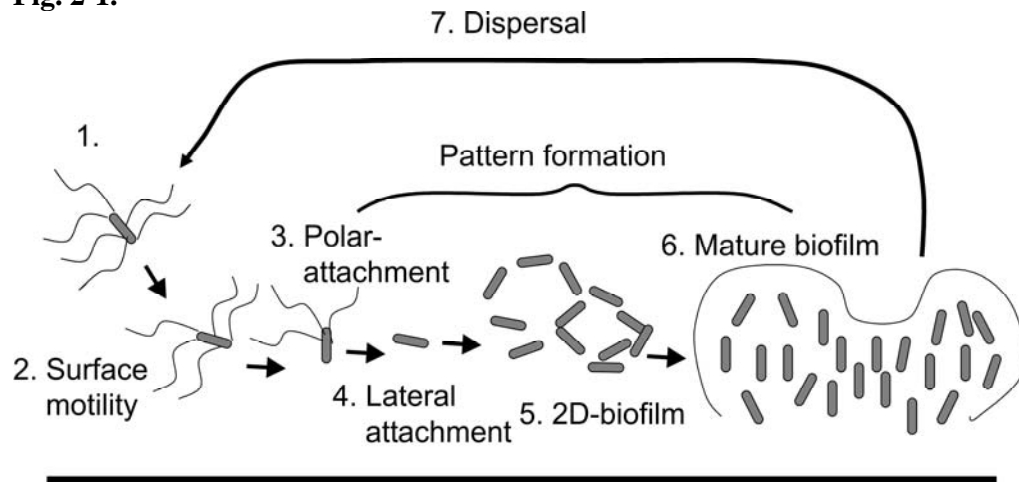 Fig. 2-1.
7. Dispersal
1.
Pattern formation
3. Polar-
attachment
6. Mature biofilm
2. Surface
motility
4. Lateral
attachment
5. 2D-biofilm